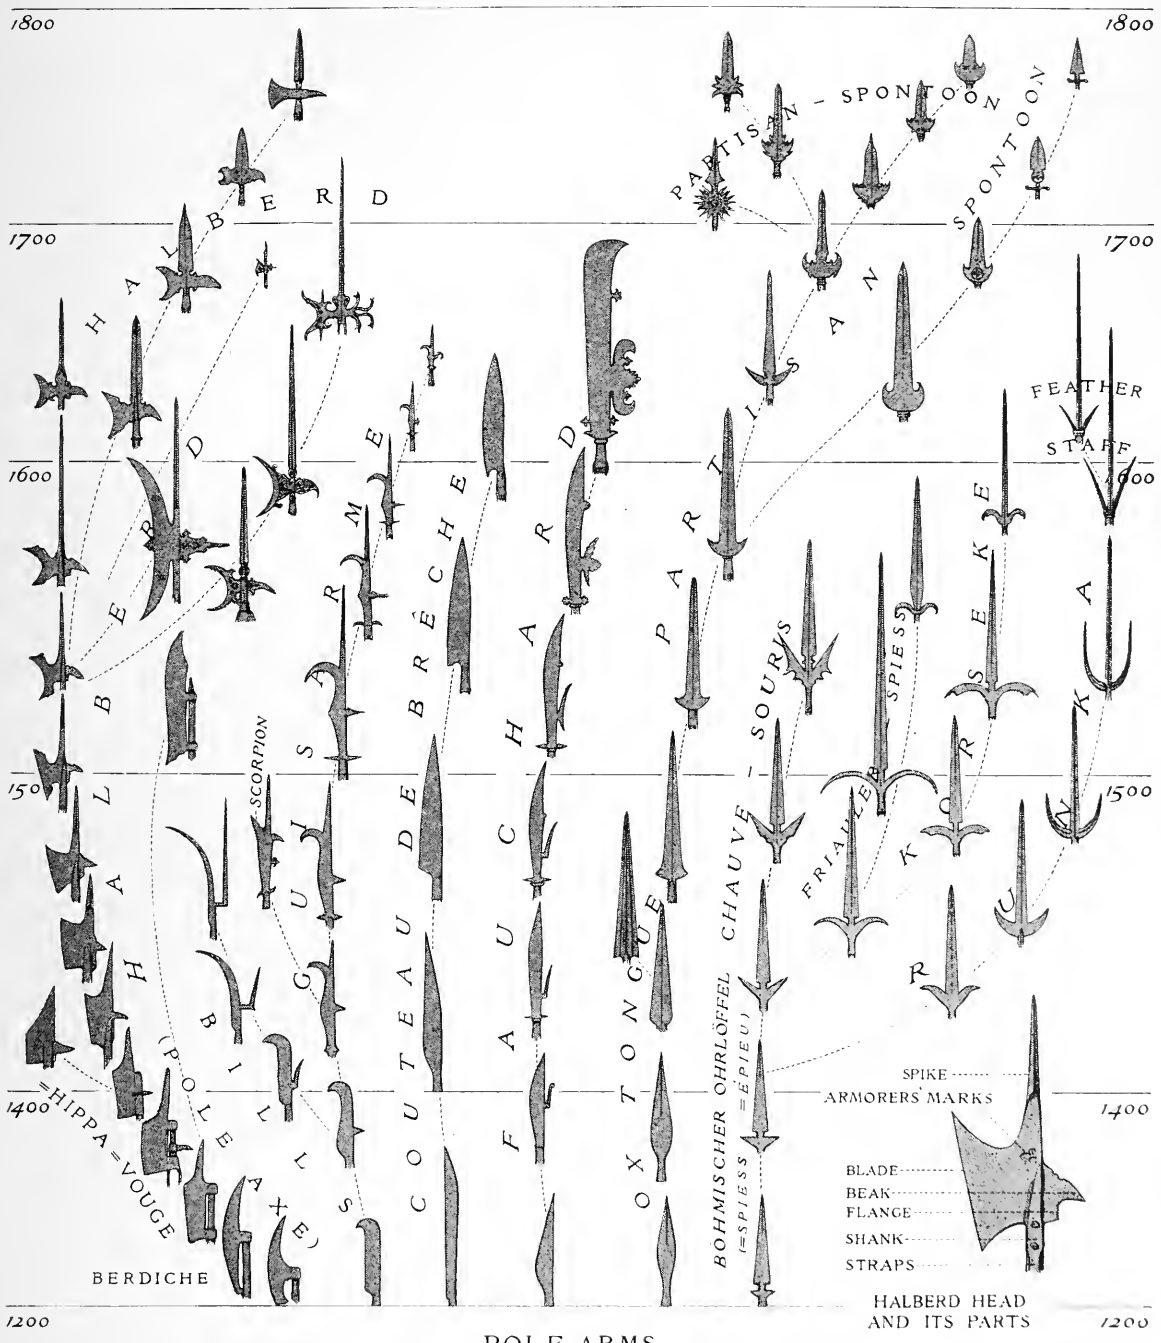 1800 1800
PARTISAN - SPONTOON
SPONTOON
HALBERD
1700 1700
PARTISAN
FEATHER
STAFF
1600 1600
HALBERD
GUISARME
COUTEAU DE BRÊCHE
FAUCHARD
CHAUVE - SOURIS
SPIESS
FRIAULER
KORSEKE
RUNKA
SCORPION
1500 1500
OX TONGUE
BÖHMISCHER OHRLÖFFEL
(=SPIESS =ÉPIEU)
BILLS
(POLE AXE)
=HIPPA =VOUGE
BERDICHE
1400 1400
SPIKE
ARMORERS' MARKS
BLADE
BEAK
FLANGE
SHANK
STRAPS
HALBERD HEAD
AND ITS PARTS
1200 1200
POLE ARMS